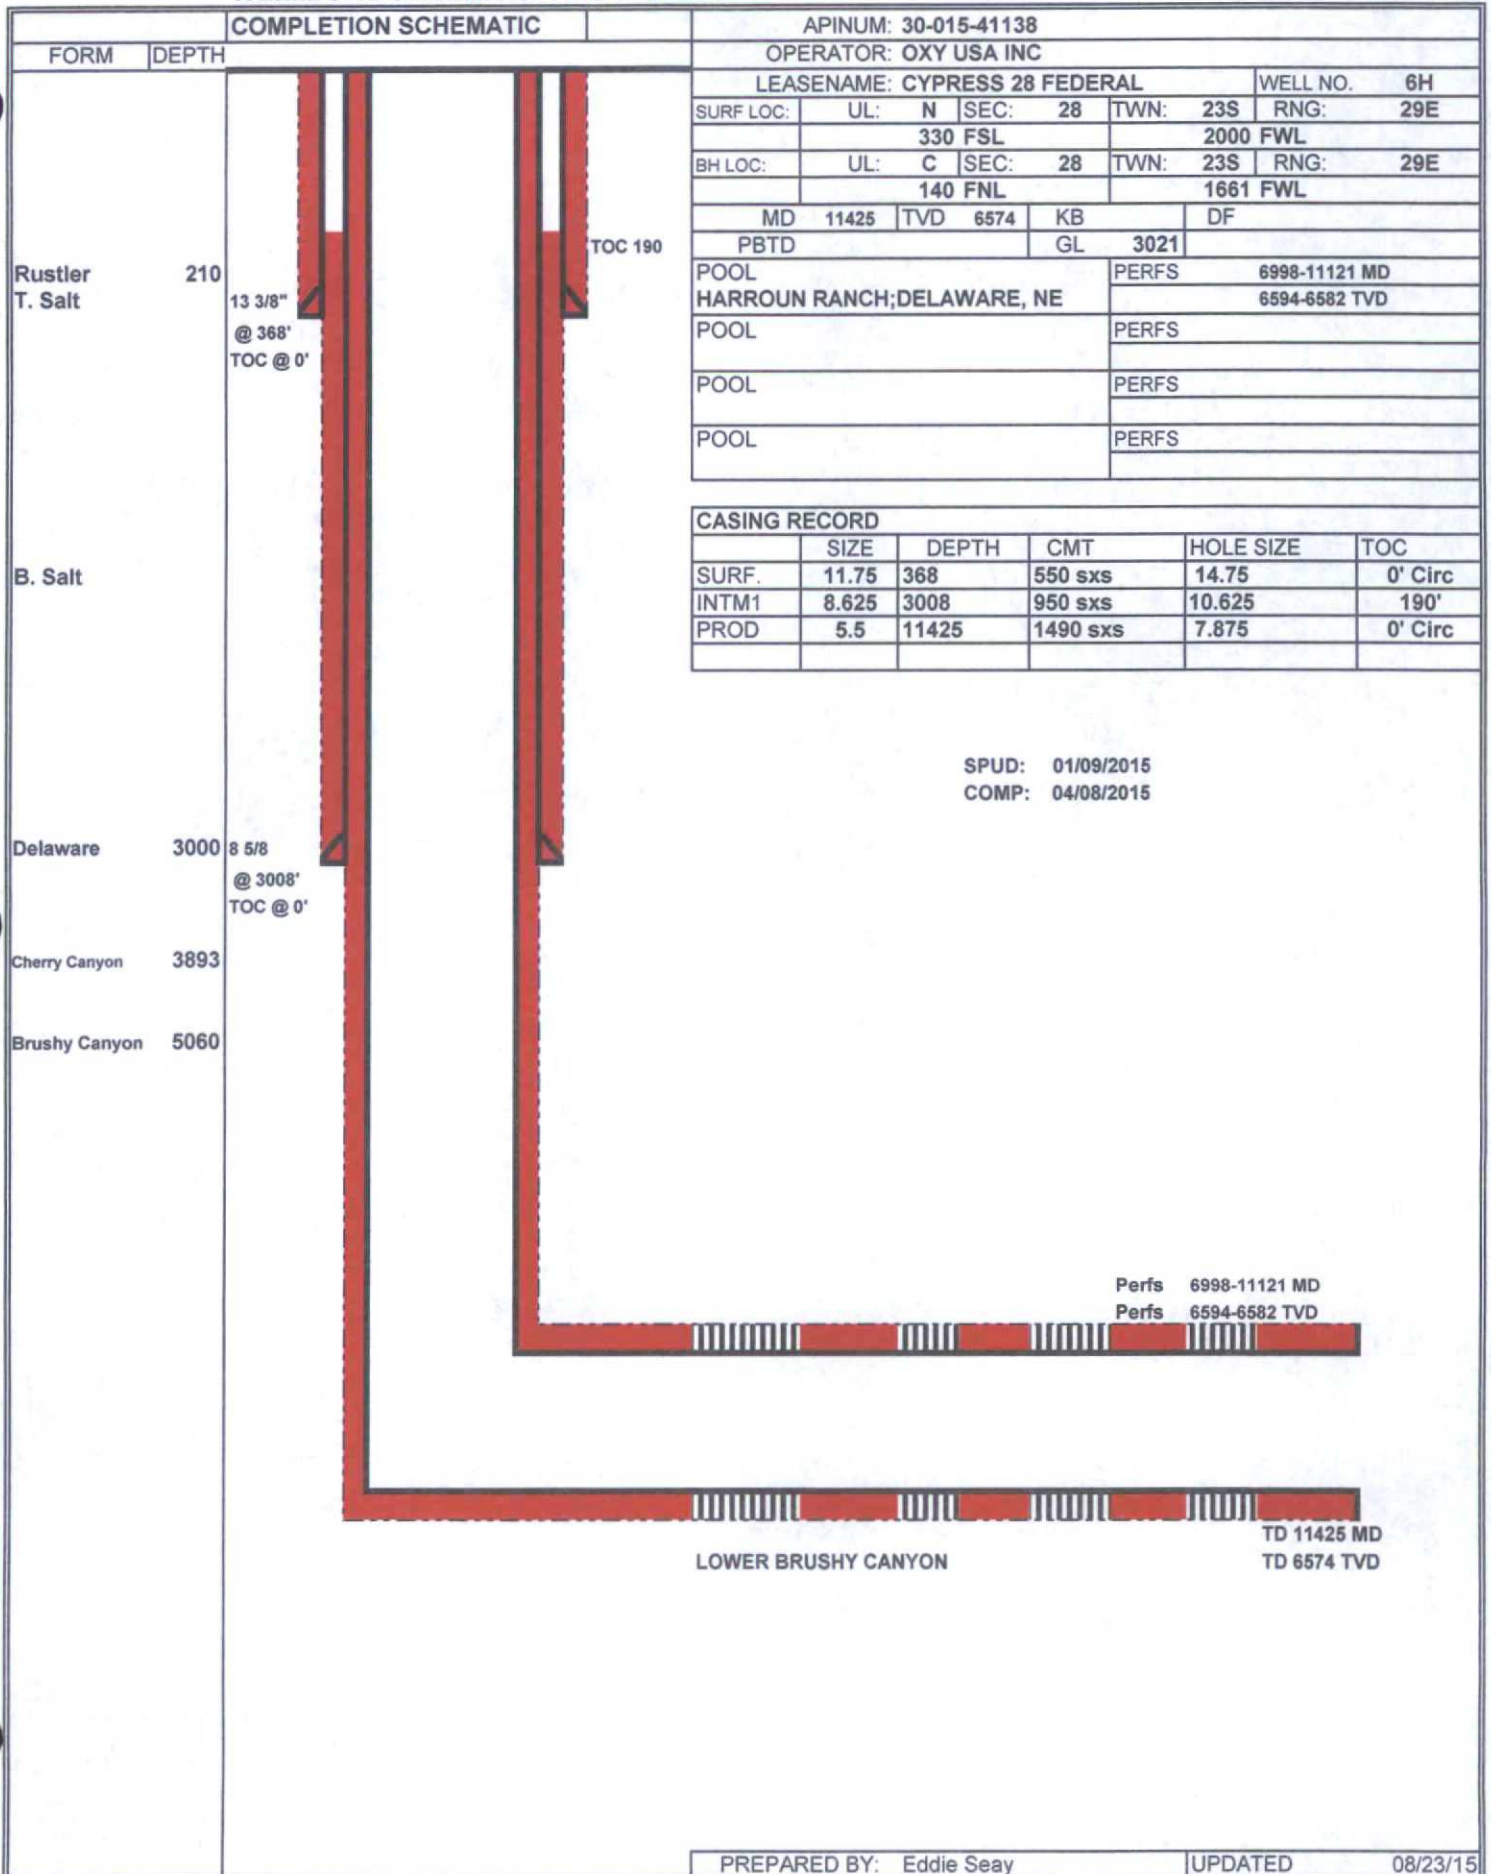 COMPLETION SCHEMATIC
FORM DEPTH
APINUM: 30-015-41138
OPERATOR: OXY USA INC
LEASENAME: CYPRESS 28 FEDERAL WELL NO. 6H
SURF LOC: UL: N SEC: 28 TWN: 23S RNG: 29E
330 FSL 2000 FWL
BH LOC: UL: C SEC: 28 TWN: 23S RNG: 29E
140 FNL 1661 FWL
MD 11425 TVD 6574 KB DF
PBTD GL 3021
POOL PERFS 6998-11121 MD
HARROUN RANCH;DELAWARE, NE 6594-6582 TVD
POOL PERFS
POOL PERFS
POOL PERFS
TOC 190
Rustler 210
T. Salt
13 3/8"
@ 368'
TOC @ 0'
B. Salt
CASING RECORD
SIZE DEPTH CMT HOLE SIZE TOC
SURF. 11.75 368 550 sxs 14.75 0' Circ
INTM1 8.625 3008 950 sxs 10.625 190'
PROD 5.5 11425 1490 sxs 7.875 0' Circ
SPUD: 01/09/2015
COMP: 04/08/2015
Delaware 3000
8 5/8
@ 3008'
TOC @ 0'
Cherry Canyon 3893
Brushy Canyon 5060
Perfs 6998-11121 MD
Perfs 6594-6582 TVD
TD 11425 MD
LOWER BRUSHY CANYON TD 6574 TVD
PREPARED BY: Eddie Seay UPDATED 08/23/15